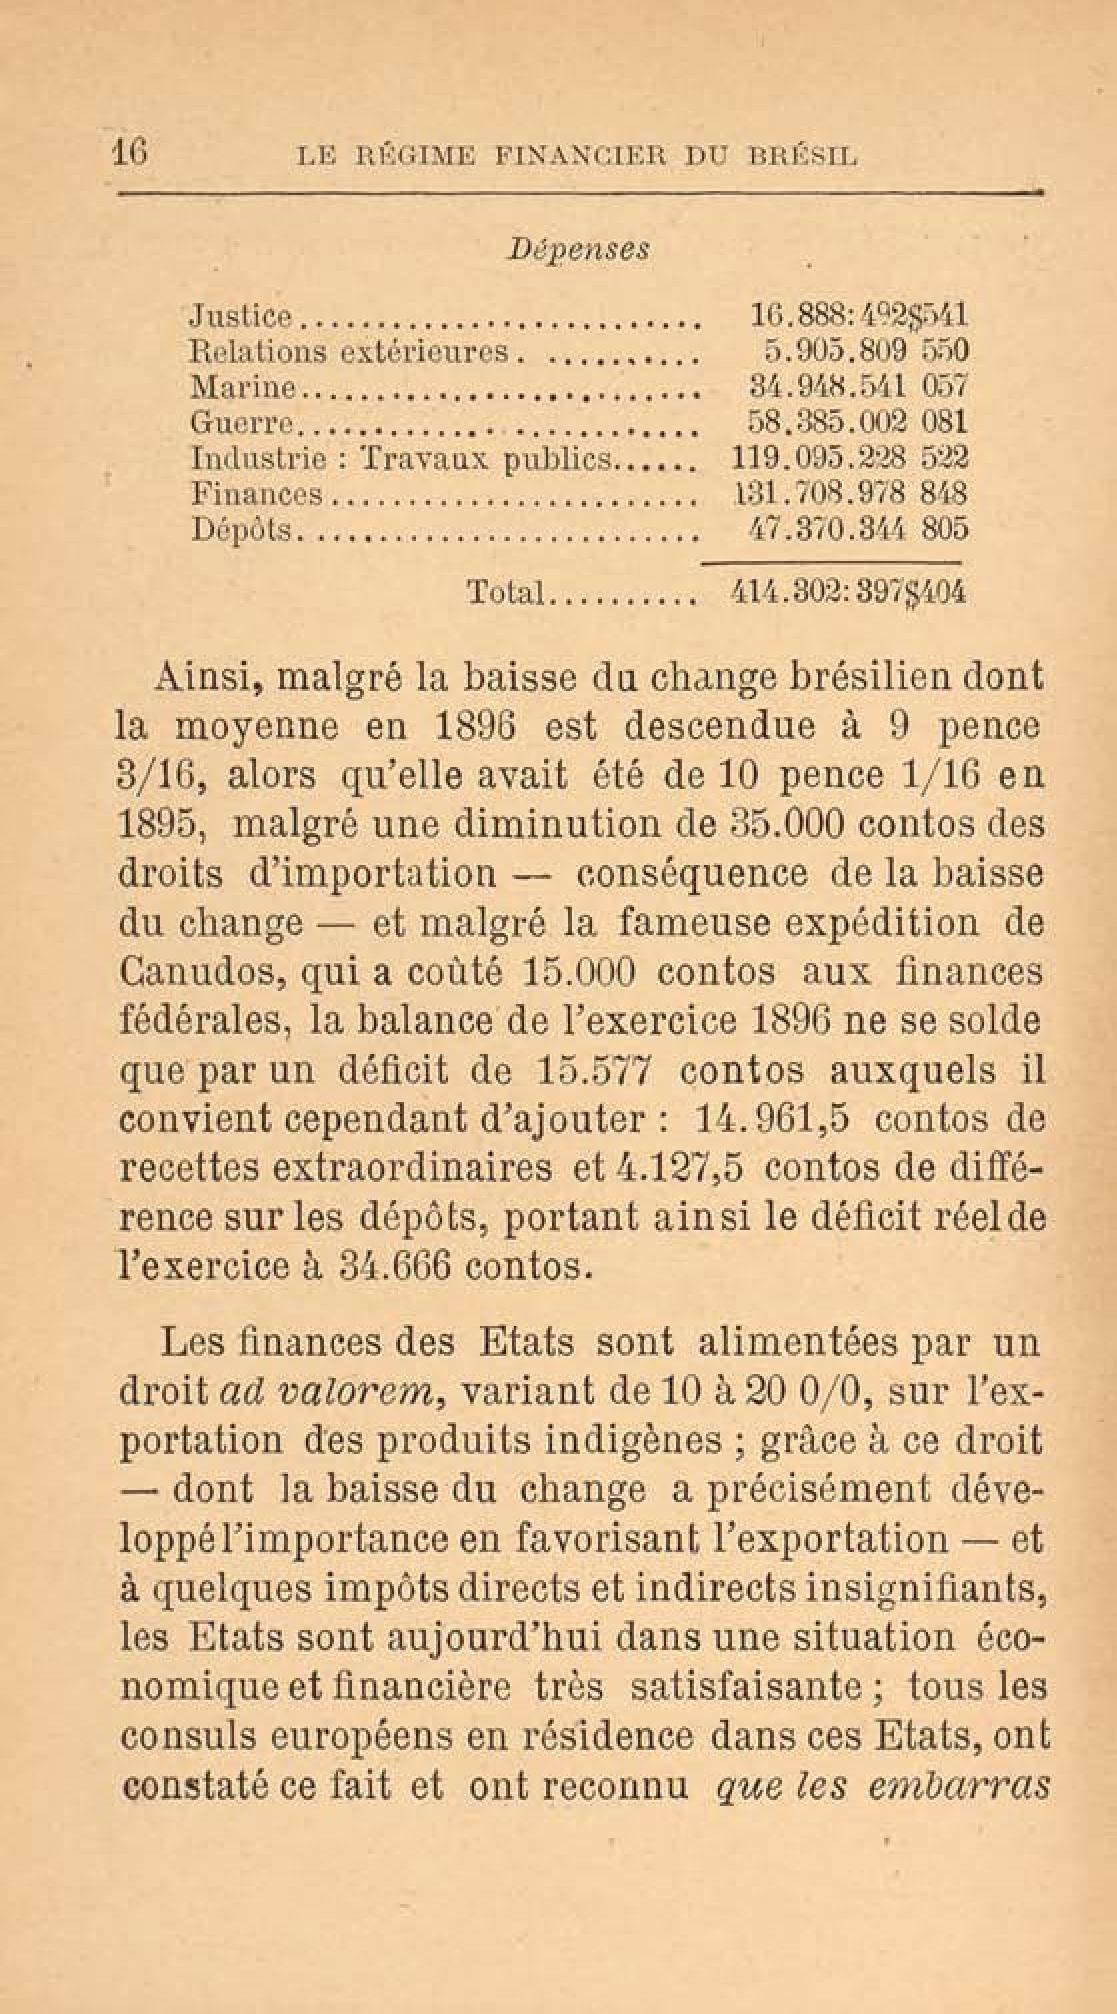 16 LE RÉGIME FINANCIER DU BRÉSIL
Dépenses
Justice.......................... 16.888:492$541
Relations extérieures. .......... 5.905.809 550
Marine.......................... 34.948.541 057
Guerre.......................... 58.385.002 081
Industrie : Travaux publics...... 119.095.228 522
Finances........................ 131.708.978 848
Dépôts.......................... 47.370.344 805
Total.......... 414.302:397$404
Ainsi, malgré la baisse du change brésilien dont
la moyenne en 1896 est descendue à 9 pence
3/16, alors qu'elle avait été de 10 pence 1/16 en
1895, malgré une diminution de 35.000 contos des
droits d'importation — conséquence de la baisse
du change — et malgré la fameuse expédition de
Canudos, qui a coûté 15.000 contos aux finances
fédérales, la balance de l'exercice 1896 ne se solde
que par un déficit de 15.577 contos auxquels il
convient cependant d'ajouter : 14.961,5 contos de
recettes extraordinaires et 4.127,5 contos de diffé-
rence sur les dépôts, portant ainsi le déficit réel de
l'exercice à 34.666 contos.
Les finances des Etats sont alimentées par un
droit ad valorem, variant de 10 à 20 0/0, sur l'ex-
portation des produits indigènes ; grâce à ce droit
— dont la baisse du change a précisément déve-
loppé l'importance en favorisant l'exportation — et
à quelques impôts directs et indirects insignifiants,
les Etats sont aujourd'hui dans une situation éco-
nomique et financière très satisfaisante ; tous les
consuls européens en résidence dans ces Etats, ont
constaté ce fait et ont reconnu que les embarras